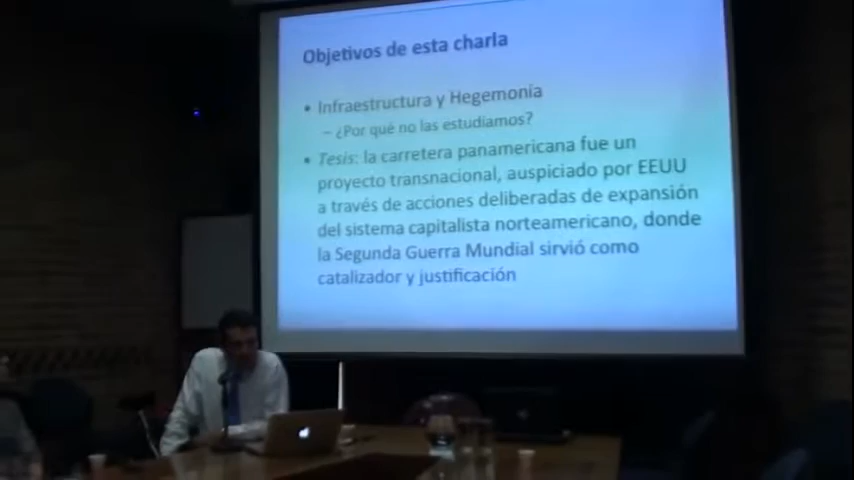 Objetivos de esta charla
• Infraestructura y Hegemonía
– ¿Por qué no las estudiamos?
• Tesis: la carretera panamericana fue un
proyecto transnacional, auspiciado por EEUU
a través de acciones deliberadas de expansión
del sistema capitalista norteamericano, donde
la Segunda Guerra Mundial sirvió como
catalizador y justificación